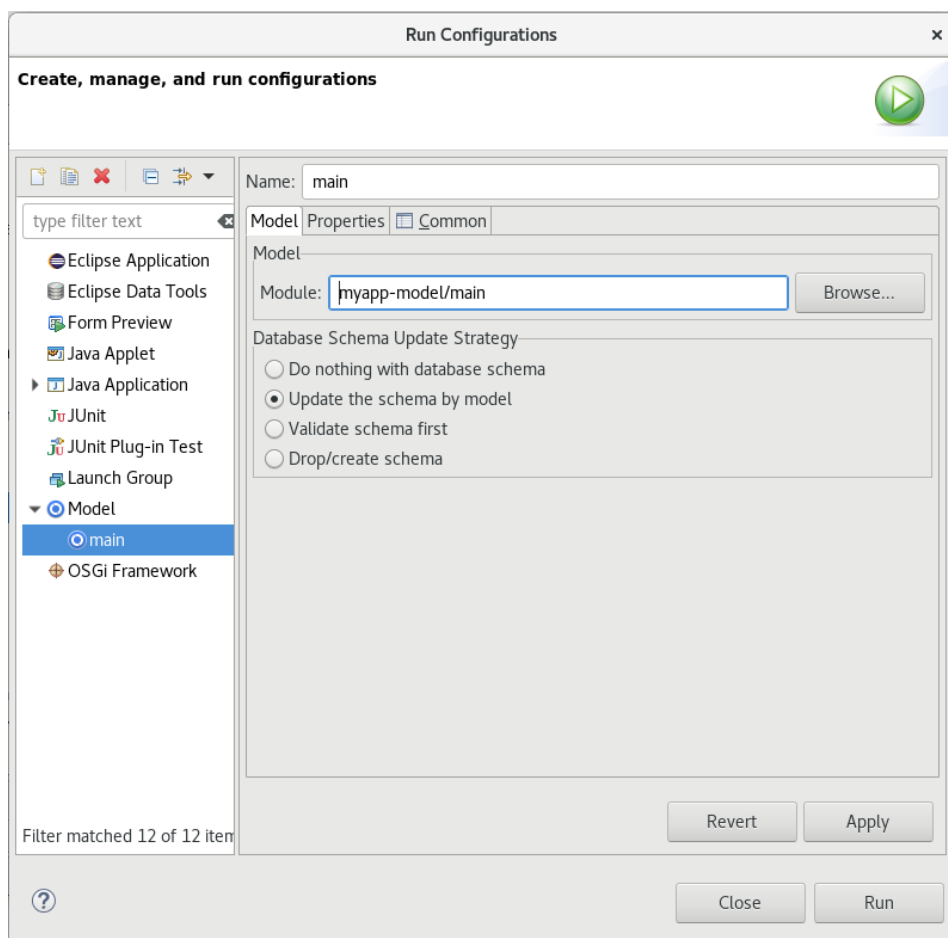 Run Configurations
Create, manage, and run configurations
type filter text
Eclipse Application
Eclipse Data Tools
Form Preview
Java Applet
Java Application
Ju JUnit
JUnit Plug-in Test
Launch Group
Model
main
OSGi Framework
Filter matched 12 of 12 item
Name: main
Model Properties Common
Model
Module: myapp-model/main Browse...
Database Schema Update Strategy
Do nothing with database schema
Update the schema by model
Validate schema first
Drop/create schema
Revert Apply
Close Run